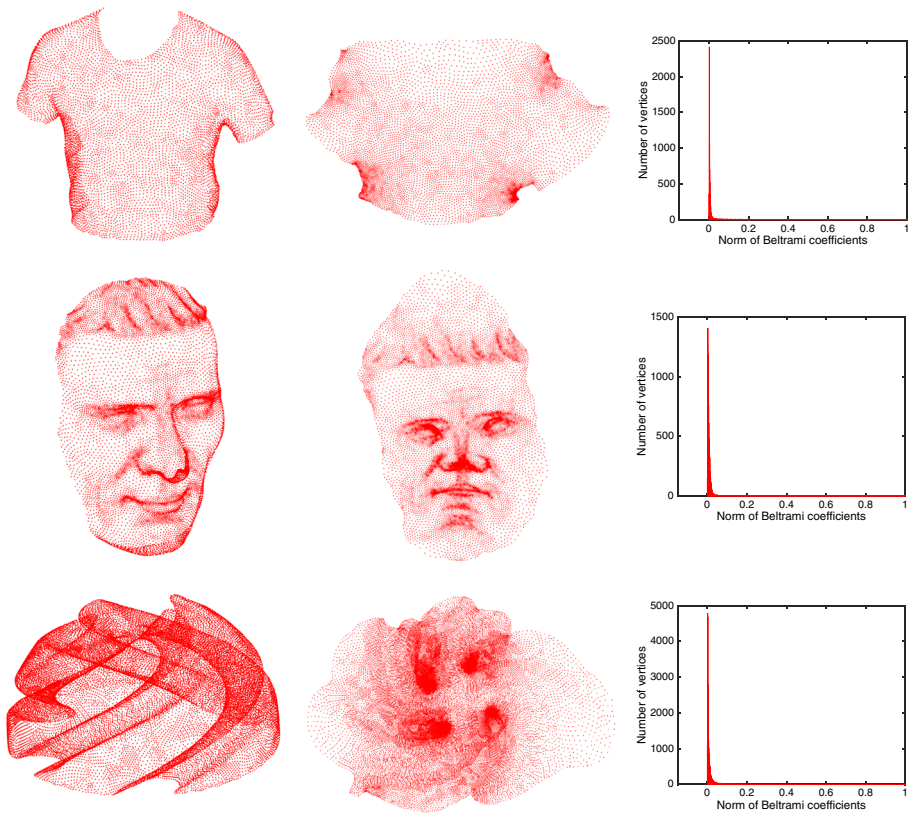 2500
2000
1500
1000
500
0
0 0.2 0.4 0.6 0.8 1
Number of vertices
Norm of Beltrami coefficients
1500
1000
500
0
0 0.2 0.4 0.6 0.8 1
Number of vertices
Norm of Beltrami coefficients
5000
4000
3000
2000
1000
0
0 0.2 0.4 0.6 0.8 1
Number of vertices
Norm of Beltrami coefficients